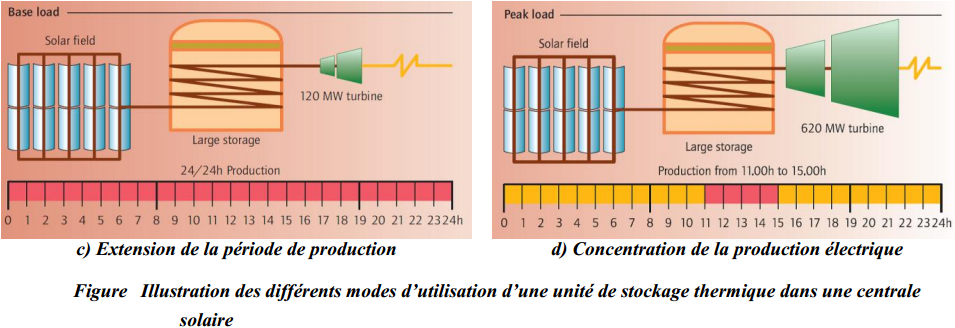 Base load
Solar field
120 MW turbine
Large storage
24/24h Production
0 1 2 3 4 5 6 7 8 9 10 11 12 13 14 15 16 17 18 19 20 21 22 23 24h
c) Extension de la période de production
Peak load
Solar field
620 MW turbine
Large storage
Production from 11.00h to 15.00h
0 1 2 3 4 5 6 7 8 9 10 11 12 13 14 15 16 17 18 19 20 21 22 23 24h
d) Concentration de la production électrique
Figure Illustration des différents modes d’utilisation d’une unité de stockage thermique dans une centrale
solaire